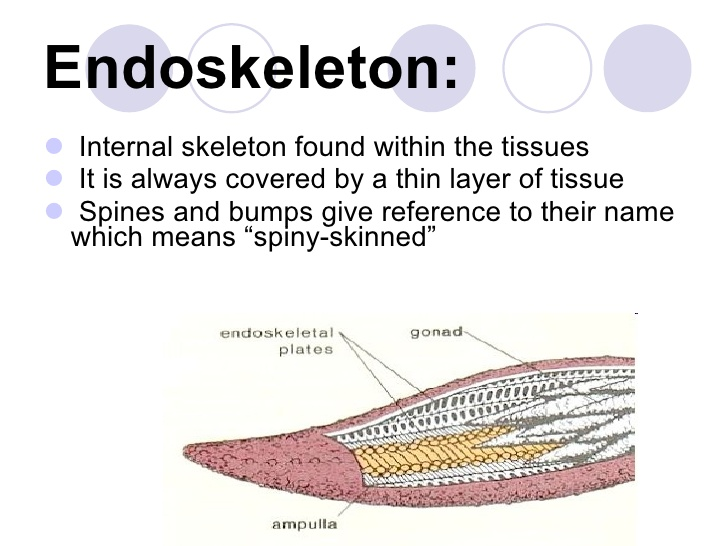 Endoskeleton:
Internal skeleton found within the tissues
It is always covered by a thin layer of tissue
Spines and bumps give reference to their name
which means “spiny-skinned”
endoskeletal
plates
gonad
ampulla